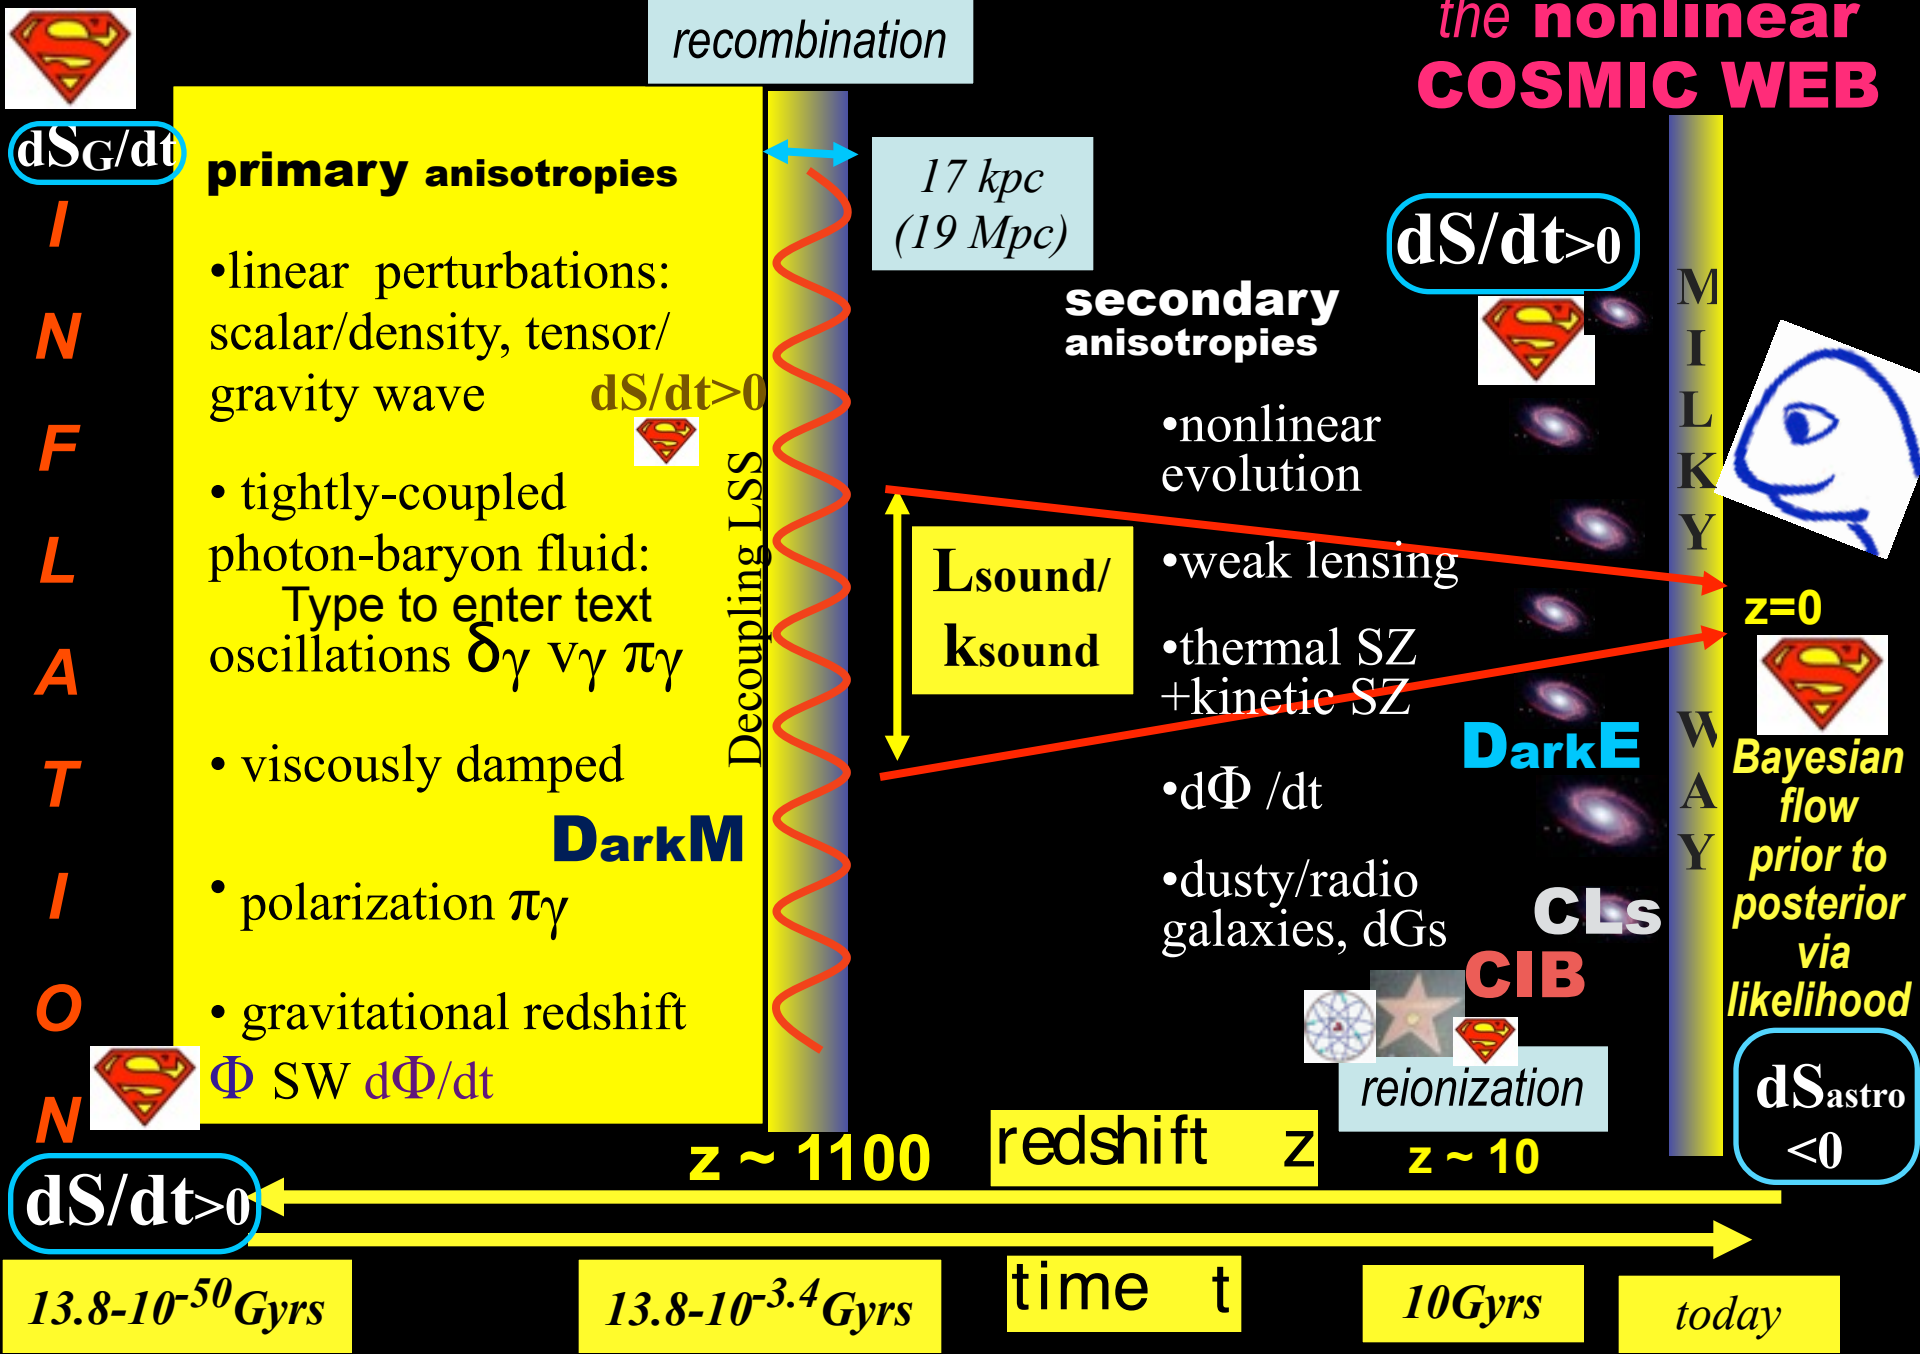 recombination
the nonlinear
COSMIC WEB
dSG/dt
INFLATION
primary anisotropies
•linear perturbations:
scalar/density, tensor/
gravity wave
dS/dt>0
• tightly-coupled
photon-baryon fluid:
Type to enter text
oscillations δγ vγ πγ
• viscously damped
DarkM
• polarization πγ
• gravitational redshift
Φ SW dΦ/dt
Decoupling LSS
17 kpc
(19 Mpc)
Lsound/
ksound
secondary
anisotropies
•nonlinear
evolution
•weak lensing
•thermal SZ
+kinetic SZ
•dΦ /dt
•dusty/radio
galaxies, dGs
dS/dt>0
DarkE
CLs
CIB
reionization
MILKY WAY
z=0
Bayesian
flow
prior to
posterior
via
likelihood
dSastro
<0
z ~ 1100
redshift z
z ~ 10
dS/dt>0
time t
13.8-10^-50Gyrs
13.8-10^-3.4Gyrs
10Gyrs
today